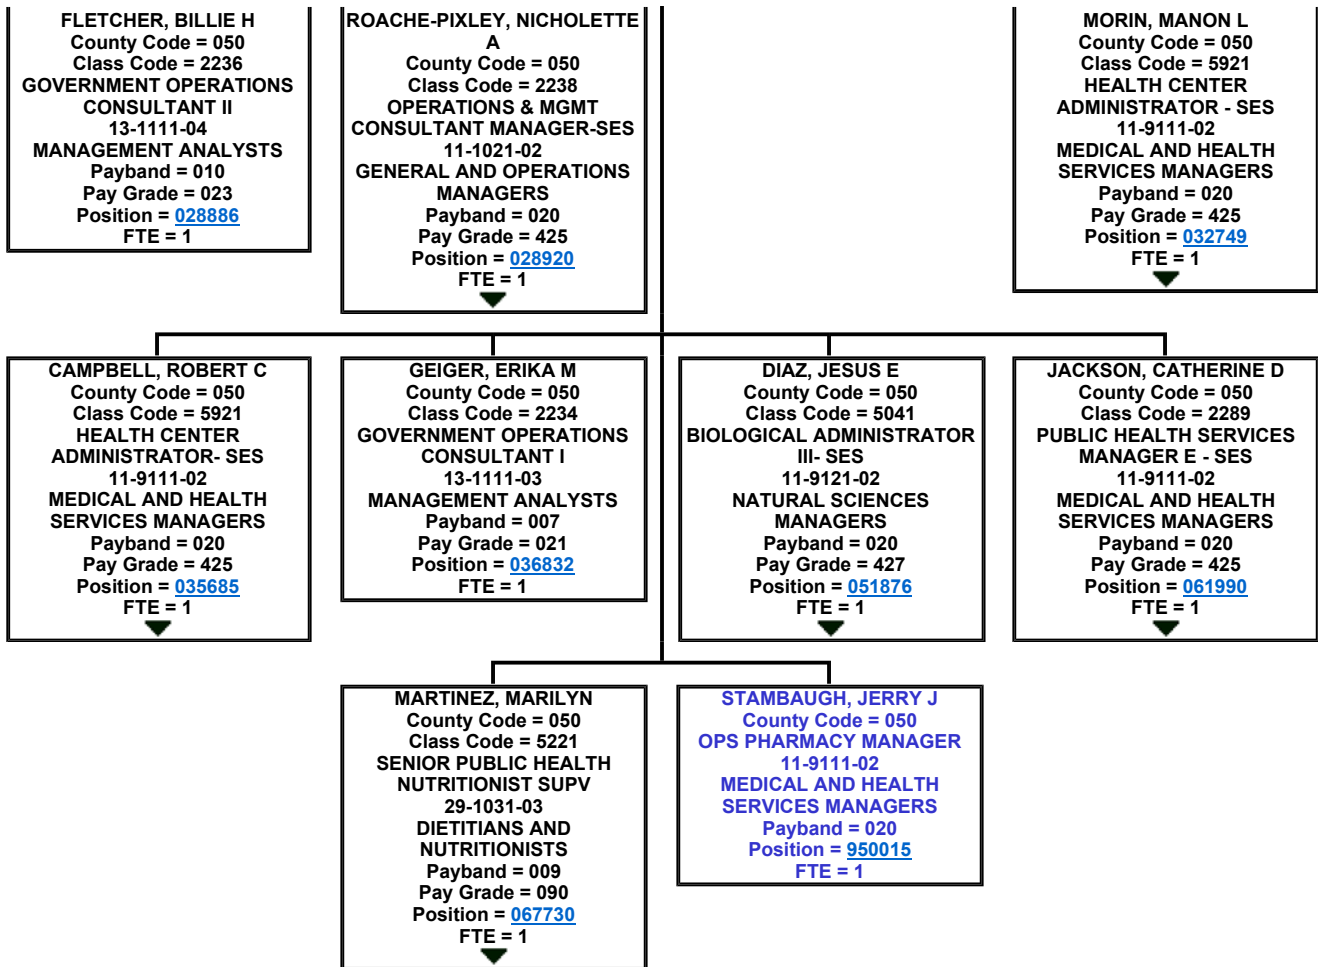 FLETCHER, BILLIE H
County Code = 050
Class Code = 2236
GOVERNMENT OPERATIONS
CONSULTANT II
13-1111-04
MANAGEMENT ANALYSTS
Payband = 010
Pay Grade = 023
Position = 028886
FTE = 1
ROACHE-PIXLEY, NICHOLETTE
A
County Code = 050
Class Code = 2238
OPERATIONS & MGMT
CONSULTANT MANAGER-SES
11-1021-02
GENERAL AND OPERATIONS
MANAGERS
Payband = 020
Pay Grade = 425
Position = 028920
FTE = 1
MORIN, MANON L
County Code = 050
Class Code = 5921
HEALTH CENTER
ADMINISTRATOR - SES
11-9111-02
MEDICAL AND HEALTH
SERVICES MANAGERS
Payband = 020
Pay Grade = 425
Position = 032749
FTE = 1
CAMPBELL, ROBERT C
County Code = 050
Class Code = 5921
HEALTH CENTER
ADMINISTRATOR- SES
11-9111-02
MEDICAL AND HEALTH
SERVICES MANAGERS
Payband = 020
Pay Grade = 425
Position = 035685
FTE = 1
GEIGER, ERIKA M
County Code = 050
Class Code = 2234
GOVERNMENT OPERATIONS
CONSULTANT I
13-1111-03
MANAGEMENT ANALYSTS
Payband = 007
Pay Grade = 021
Position = 036832
FTE = 1
DIAZ, JESUS E
County Code = 050
Class Code = 5041
BIOLOGICAL ADMINISTRATOR
III- SES
11-9121-02
NATURAL SCIENCES
MANAGERS
Payband = 020
Pay Grade = 427
Position = 051876
FTE = 1
JACKSON, CATHERINE D
County Code = 050
Class Code = 2289
PUBLIC HEALTH SERVICES
MANAGER E - SES
11-9111-02
MEDICAL AND HEALTH
SERVICES MANAGERS
Payband = 020
Pay Grade = 425
Position = 061990
FTE = 1
MARTINEZ, MARILYN
County Code = 050
Class Code = 5221
SENIOR PUBLIC HEALTH
NUTRITIONIST SUPV
29-1031-03
DIETITIANS AND
NUTRITIONISTS
Payband = 009
Pay Grade = 090
Position = 067730
FTE = 1
STAMBAUGH, JERRY J
County Code = 050
OPS PHARMACY MANAGER
11-9111-02
MEDICAL AND HEALTH
SERVICES MANAGERS
Payband = 020
Position = 950015
FTE = 1